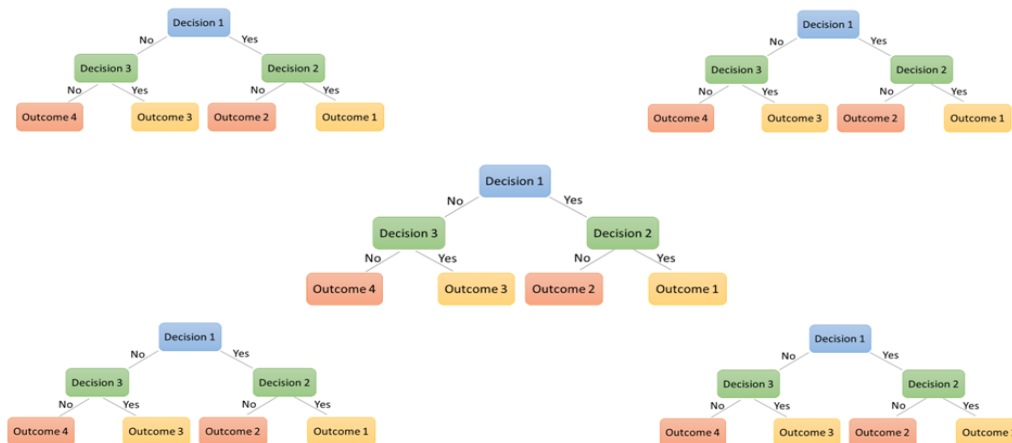 Decision 1
No Yes
Decision 3 Decision 2
No Yes No Yes
Outcome 4 Outcome 3 Outcome 2 Outcome 1
Decision 1
No Yes
Decision 3 Decision 2
No Yes No Yes
Outcome 4 Outcome 3 Outcome 2 Outcome 1
Decision 1
No Yes
Decision 3 Decision 2
No Yes No Yes
Outcome 4 Outcome 3 Outcome 2 Outcome 1
Decision 1
No Yes
Decision 3 Decision 2
No Yes No Yes
Outcome 4 Outcome 3 Outcome 2 Outcome 1
Decision 1
No Yes
Decision 3 Decision 2
No Yes No Yes
Outcome 4 Outcome 3 Outcome 2 Outcome